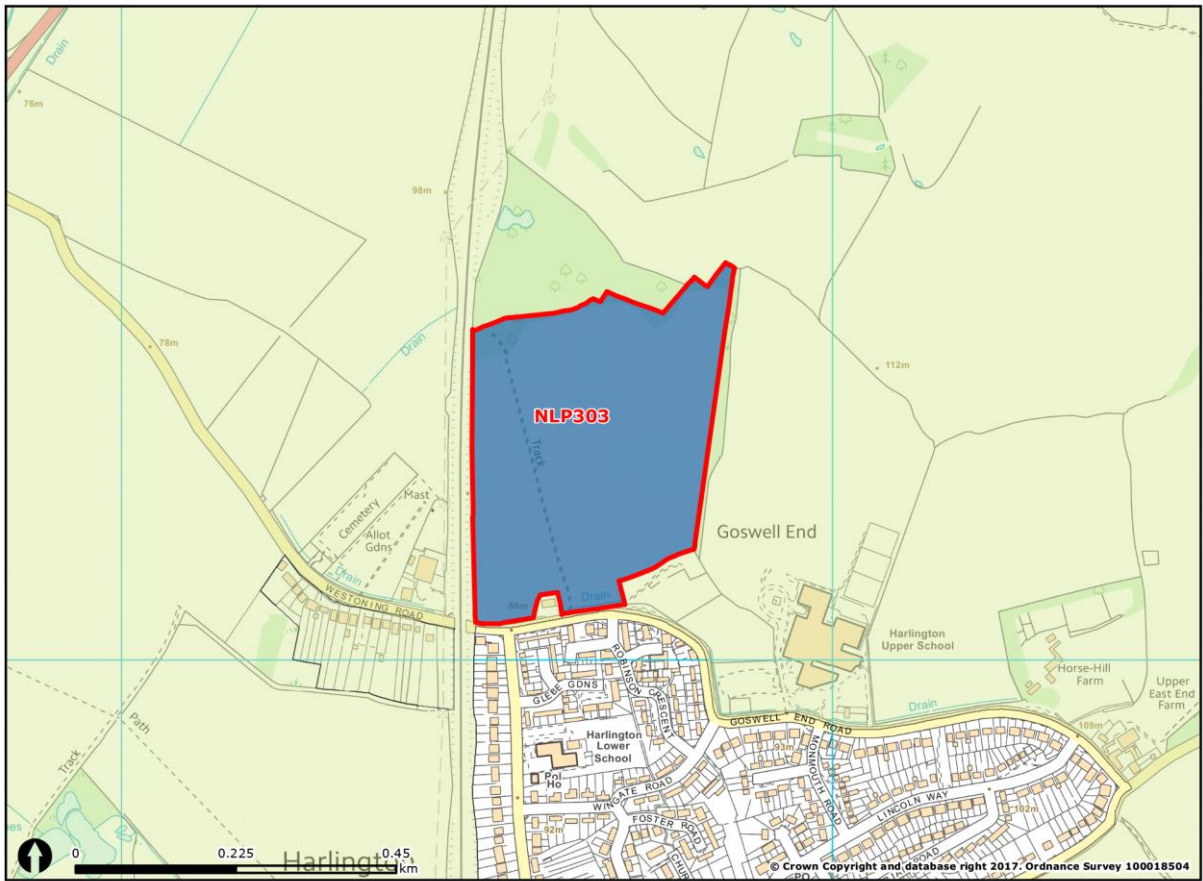 Drain
76m
98m
Drain
78m
112m
NLP303
Track
Goswell End
Mast
Cemetery
Allot
Gdns
Drain
WESTONING ROAD
86m
Drain
Harlington
Upper School
Horse-Hill
Farm
Upper
East End
Farm
ROBINSON CRESCENT
GLEBE GDNS
Path
Track
Harlington
Lower
School
Pol
Ho
GOSWELL END ROAD
Drain
109m
93m
MONMOUTH ROAD
WINGATE ROAD
LINCOLN WAY
102m
FOSTER ROAD
92m
0
0.225
0.45
km
Harlington
© Crown Copyright and database right 2017. Ordnance Survey 100018504